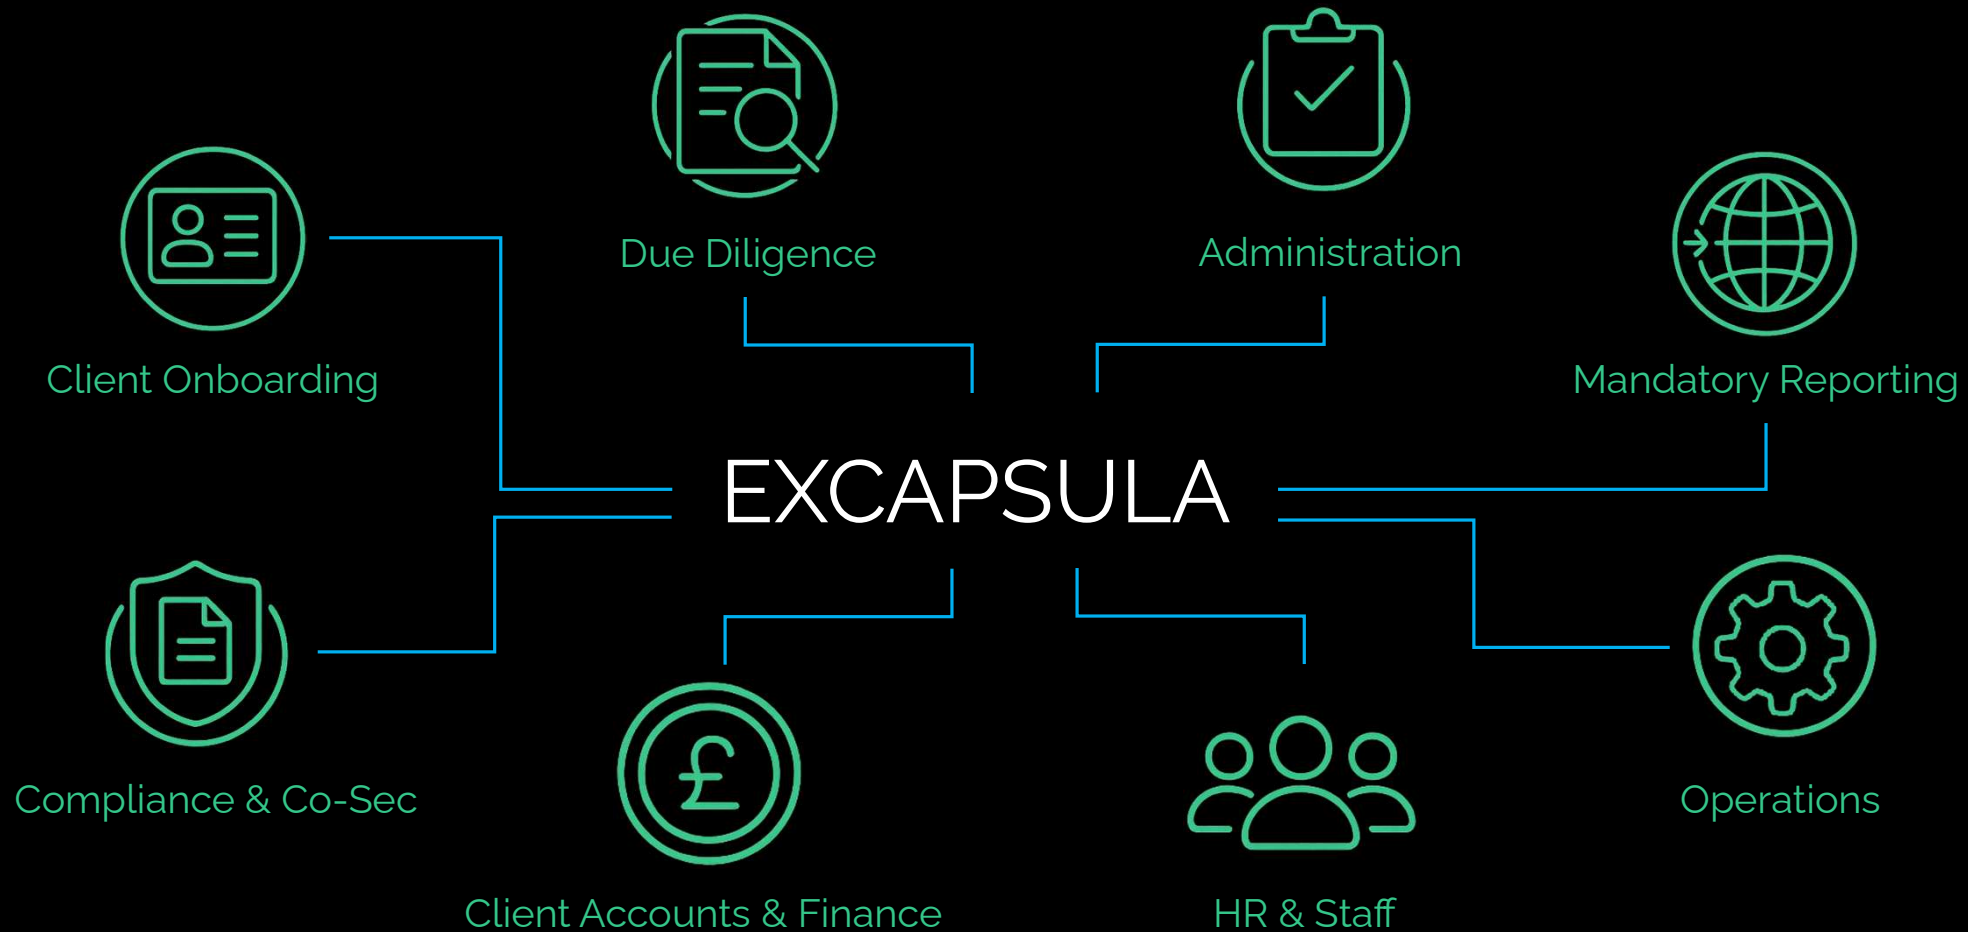 Due Diligence
Administration
Client Onboarding
Mandatory Reporting
EXCAPSULA
£
Compliance & Co-Sec
Operations
Client Accounts & Finance
HR & Staff